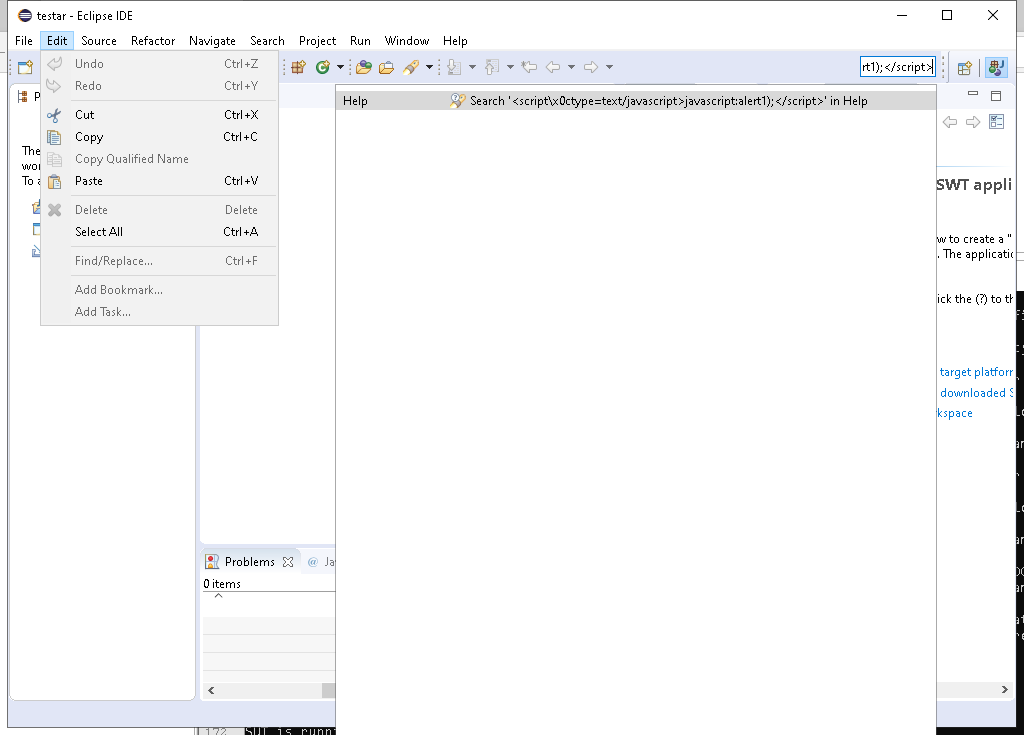 testar - Eclipse IDE
File Edit Source Refactor Navigate Search Project Run Window Help
rt1);</script>
Undo Ctrl+Z
Redo Ctrl+Y
Cut Ctrl+X
Copy Ctrl+C
Copy Qualified Name
Paste Ctrl+V
Delete Delete
Select All Ctrl+A
Find/Replace... Ctrl+F
Add Bookmark...
Add Task...
P
The
wor
To a
Help Search '<script\x0ctype=text/javascript>javascript:alert1);</script>' in Help
SWT appli
w to create a "
. The applicatio
ick the (?) to th
target platforr
downloaded S
kspace
Problems @ Ja
0 items
172 SUT is runni